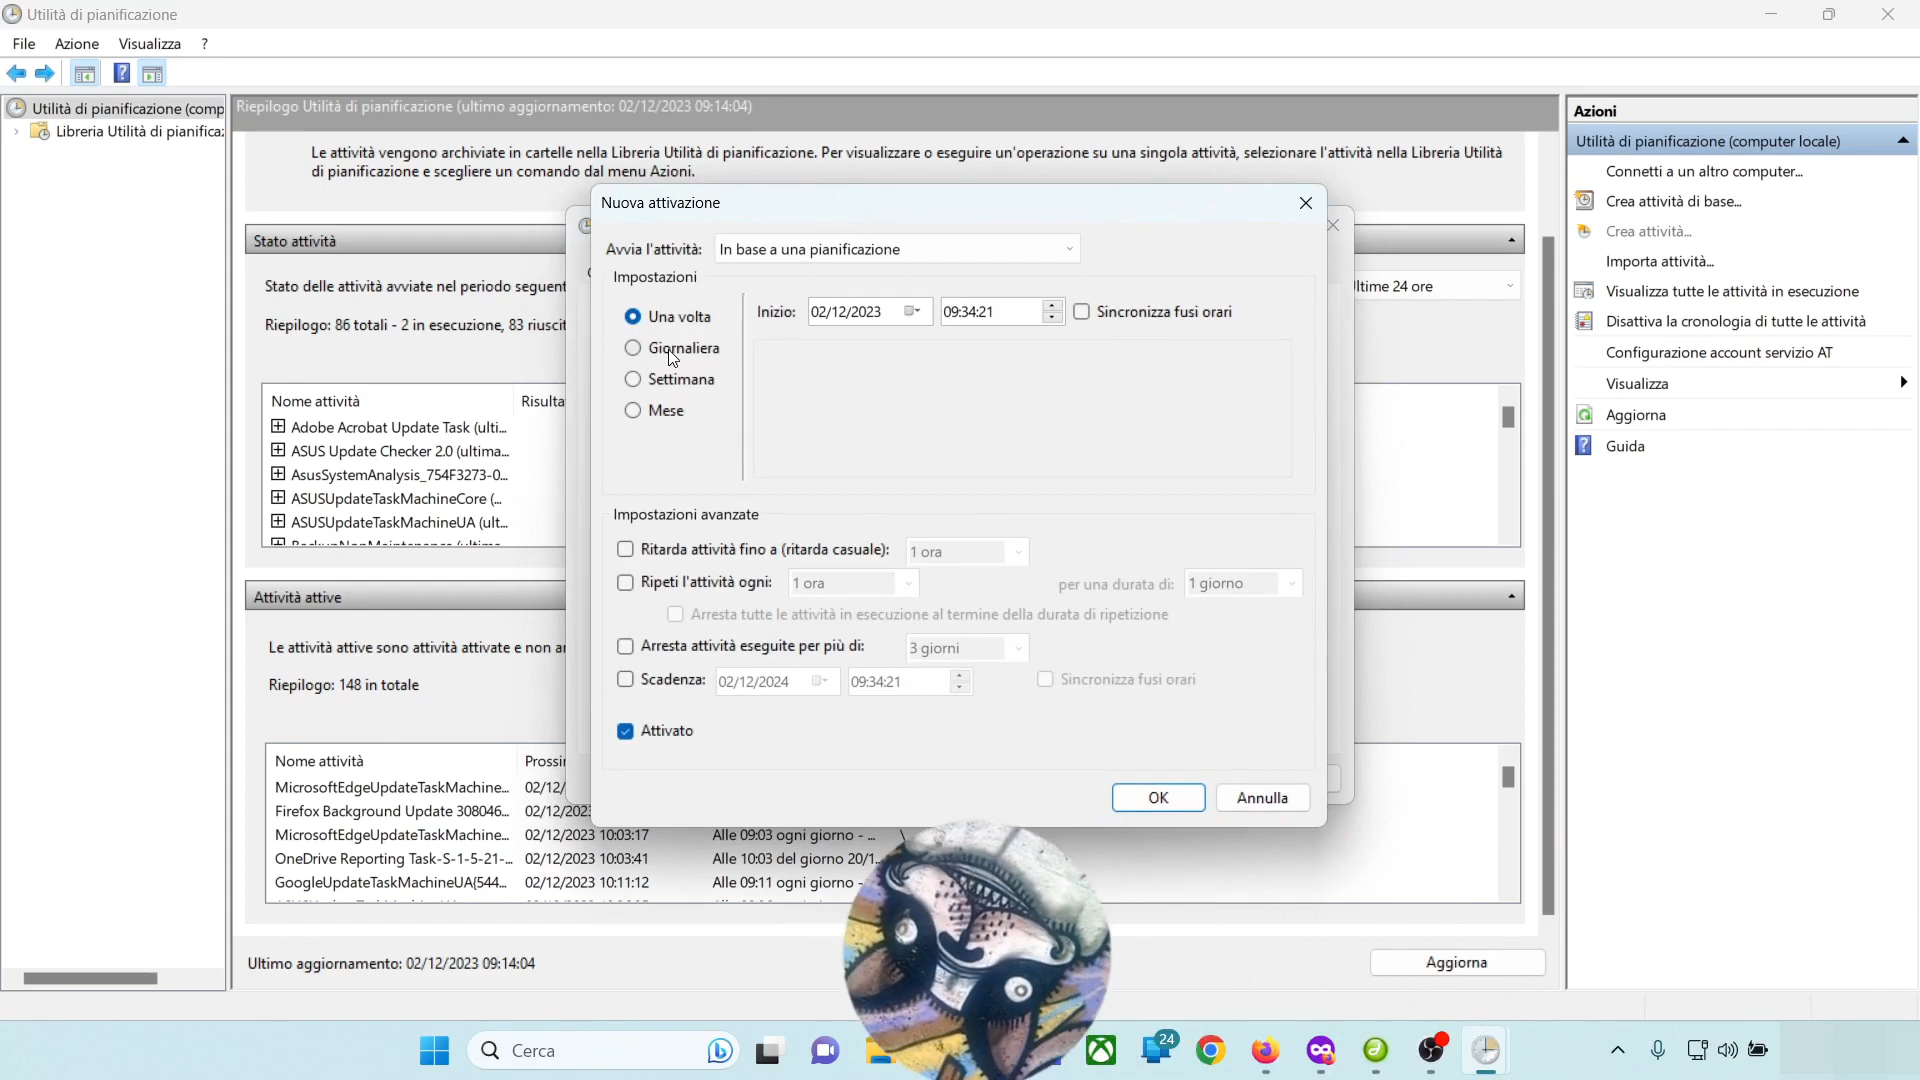 Utilità di pianificazione
File Azione Visualizza ?
Utilità di pianificazione (comp
Libreria Utilità di pianifica
Riepilogo Utilità di pianificazione (ultimo aggiornamento: 02/12/2023 09:14:04)
Le attività vengono archiviate in cartelle nella Libreria Utilità di pianificazione. Per visualizzare o eseguire un'operazione su una singola attività, selezionare l'attività nella Libreria Utilità
di pianificazione e scegliere un comando dal menu Azioni.
Stato attività
Stato delle attività avviate nel periodo seguent
ltime 24 ore
Riepilogo: 86 totali - 2 in esecuzione, 83 riuscit
Nome attività Risulta
Adobe Acrobat Update Task (ulti...
ASUS Update Checker 2.0 (ultima...
AsusSystemAnalysis_754F3273-0...
ASUSUpdateTaskMachineCore (...
ASUSUpdateTaskMachineUA (ult...
Attività attive
Le attività attive sono attività attivate e non a
Riepilogo: 148 in totale
Nome attività Prossi
MicrosoftEdgeUpdateTaskMachine... 02/12/
Firefox Background Update 308046... 02/12/202
MicrosoftEdgeUpdateTaskMachine... 02/12/2023 10:03:17 Alle 09:03 ogni giorno - ...
OneDrive Reporting Task-S-1-5-21-... 02/12/2023 10:03:41 Alle 10:03 del giorno 20/1...
GoogleUpdateTaskMachineUA{544... 02/12/2023 10:11:12 Alle 09:11 ogni giorno -
Ultimo aggiornamento: 02/12/2023 09:14:04
Aggiorna
Nuova attivazione
Avvia l'attività: In base a una pianificazione
Impostazioni
Una volta
Giornaliera
Settimana
Mese
Inizio: 02/12/2023 09:34:21 Sincronizza fusi orari
Impostazioni avanzate
Ritarda attività fino a (ritarda casuale): 1 ora
Ripeti l'attività ogni: 1 ora per una durata di: 1 giorno
Arresta tutte le attività in esecuzione al termine della durata di ripetizione
Arresta attività eseguite per più di: 3 giorni
Scadenza: 02/12/2024 09:34:21 Sincronizza fusi orari
Attivato
OK Annulla
Azioni
Utilità di pianificazione (computer locale)
Connetti a un altro computer...
Crea attività di base...
Crea attività...
Importa attività...
Visualizza tutte le attività in esecuzione
Disattiva la cronologia di tutte le attività
Configurazione account servizio AT
Visualizza
Aggiorna
Guida
Cerca
24